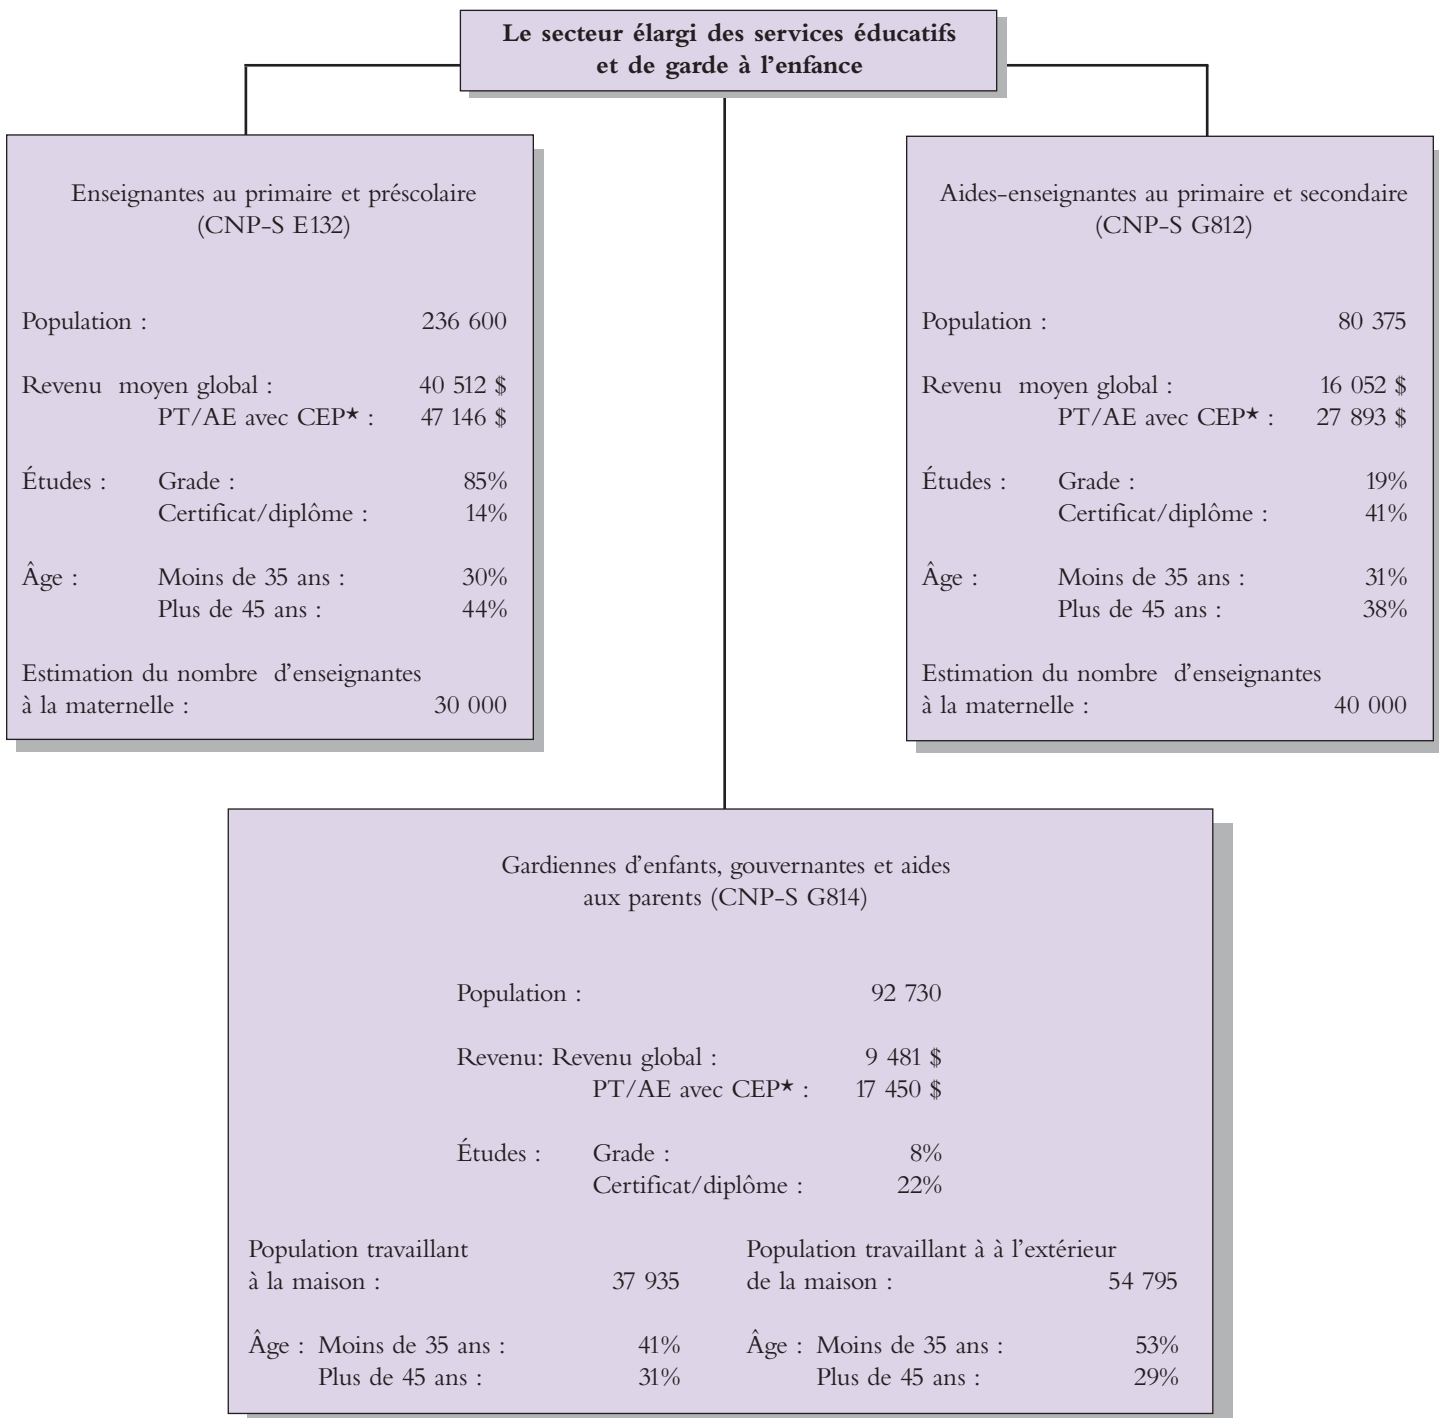 Le secteur élargi des services éducatifs
et de garde à l'enfance
Enseignantes au primaire et préscolaire
(CNP-S E132)
Population : 236 600
Revenu moyen global : 40 512 $
PT/AE avec CEP★ : 47 146 $
Études : Grade : 85%
Certificat/diplôme : 14%
Âge : Moins de 35 ans : 30%
Plus de 45 ans : 44%
Estimation du nombre d'enseignantes
à la maternelle : 30 000
Aides-enseignantes au primaire et secondaire
(CNP-S G812)
Population : 80 375
Revenu moyen global : 16 052 $
PT/AE avec CEP★ : 27 893 $
Études : Grade : 19%
Certificat/diplôme : 41%
Âge : Moins de 35 ans : 31%
Plus de 45 ans : 38%
Estimation du nombre d'enseignantes
à la maternelle : 40 000
Gardiennes d'enfants, gouvernantes et aides
aux parents (CNP-S G814)
Population : 92 730
Revenu: Revenu global : 9 481 $
PT/AE avec CEP★ : 17 450 $
Études : Grade : 8%
Certificat/diplôme : 22%
Population travaillant
à la maison : 37 935
Âge : Moins de 35 ans : 41%
Plus de 45 ans : 31%
Population travaillant à à l'extérieur
de la maison : 54 795
Âge : Moins de 35 ans : 53%
Plus de 45 ans : 29%